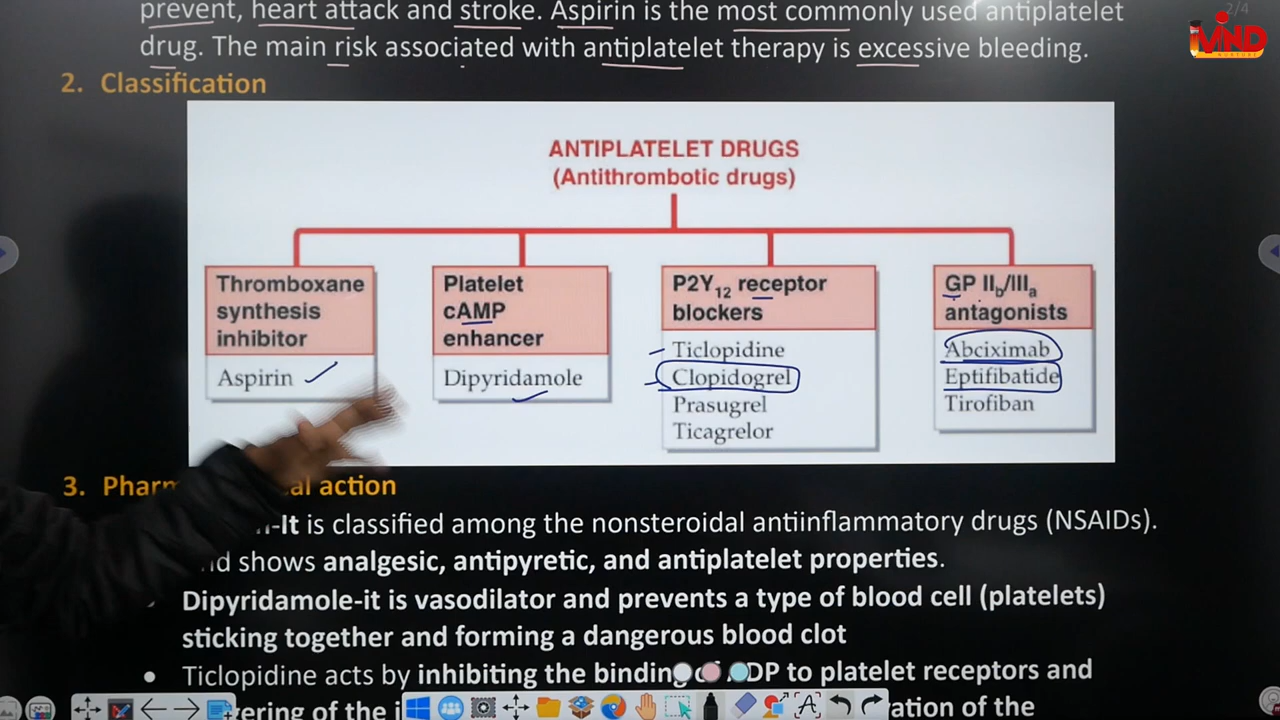 prevent, heart attack and stroke. Aspirin is the most commonly used antiplatelet
drug. The main risk associated with antiplatelet therapy is excessive bleeding.
2. Classification
ANTIPLATELET DRUGS
(Antithrombotic drugs)
Thromboxane
synthesis
inhibitor
Aspirin
Platelet
cAMP
enhancer
Dipyridamole
P2Y12 receptor
blockers
Ticlopidine
Clopidogrel
Prasugrel
Ticagrelor
GP IIb/IIIa
antagonists
Abciximab
Eptifibatide
Tirofiban
3. Pharm al action
-It is classified among the nonsteroidal antiinflammatory drugs (NSAIDs).
shows analgesic, antipyretic, and antiplatelet properties.
Dipyridamole-it is vasodilator and prevents a type of blood cell (platelets)
sticking together and forming a dangerous blood clot
• Ticlopidine acts by inhibiting the binding ADP to platelet receptors and
of the
2/4
MIND